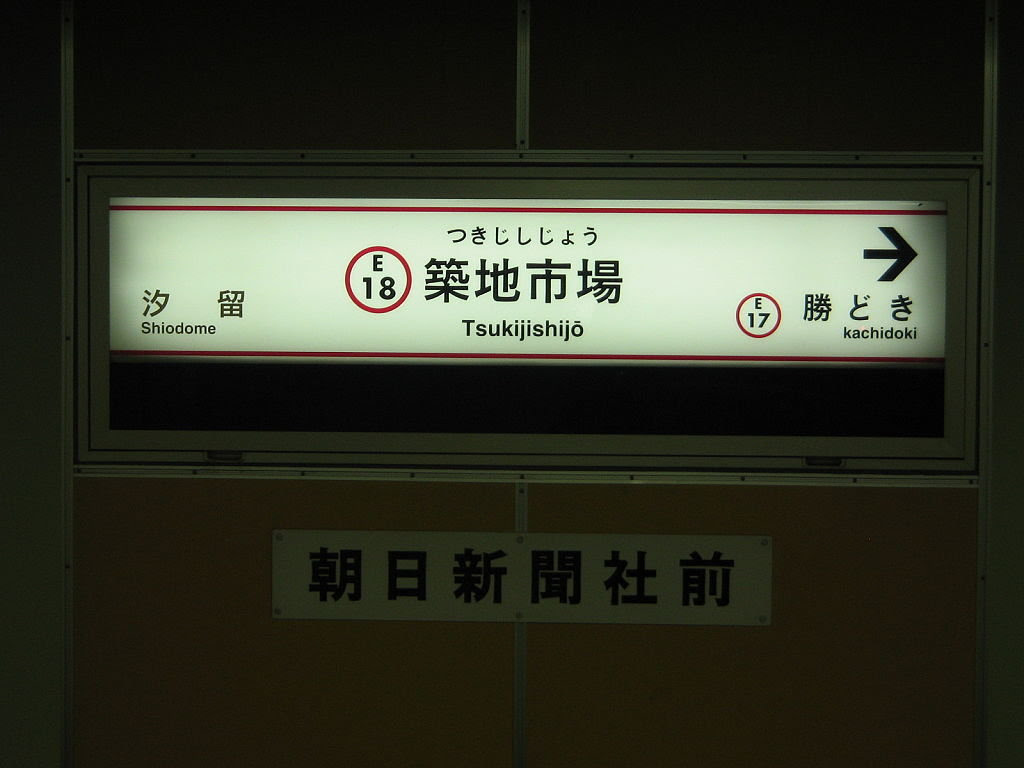 つきじしじょう
E
18
築地市場
Tsukijishijō
汐留
Shiodome
E
17
勝どき
kachidoki
朝日新聞社前